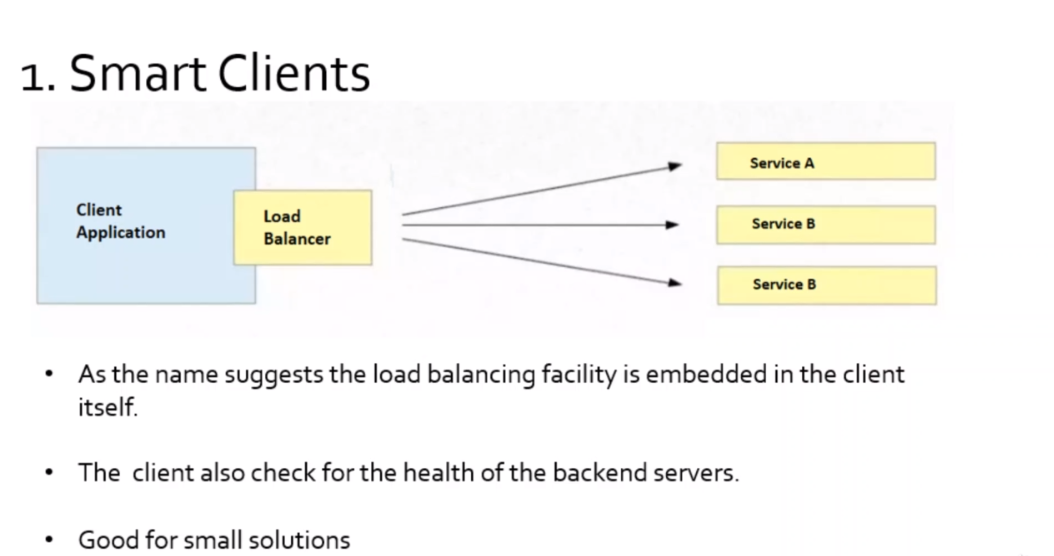 1. Smart Clients
Client
Application
Load
Balancer
Service A
Service B
Service B
• As the name suggests the load balancing facility is embedded in the client
itself.
• The client also check for the health of the backend servers.
• Good for small solutions